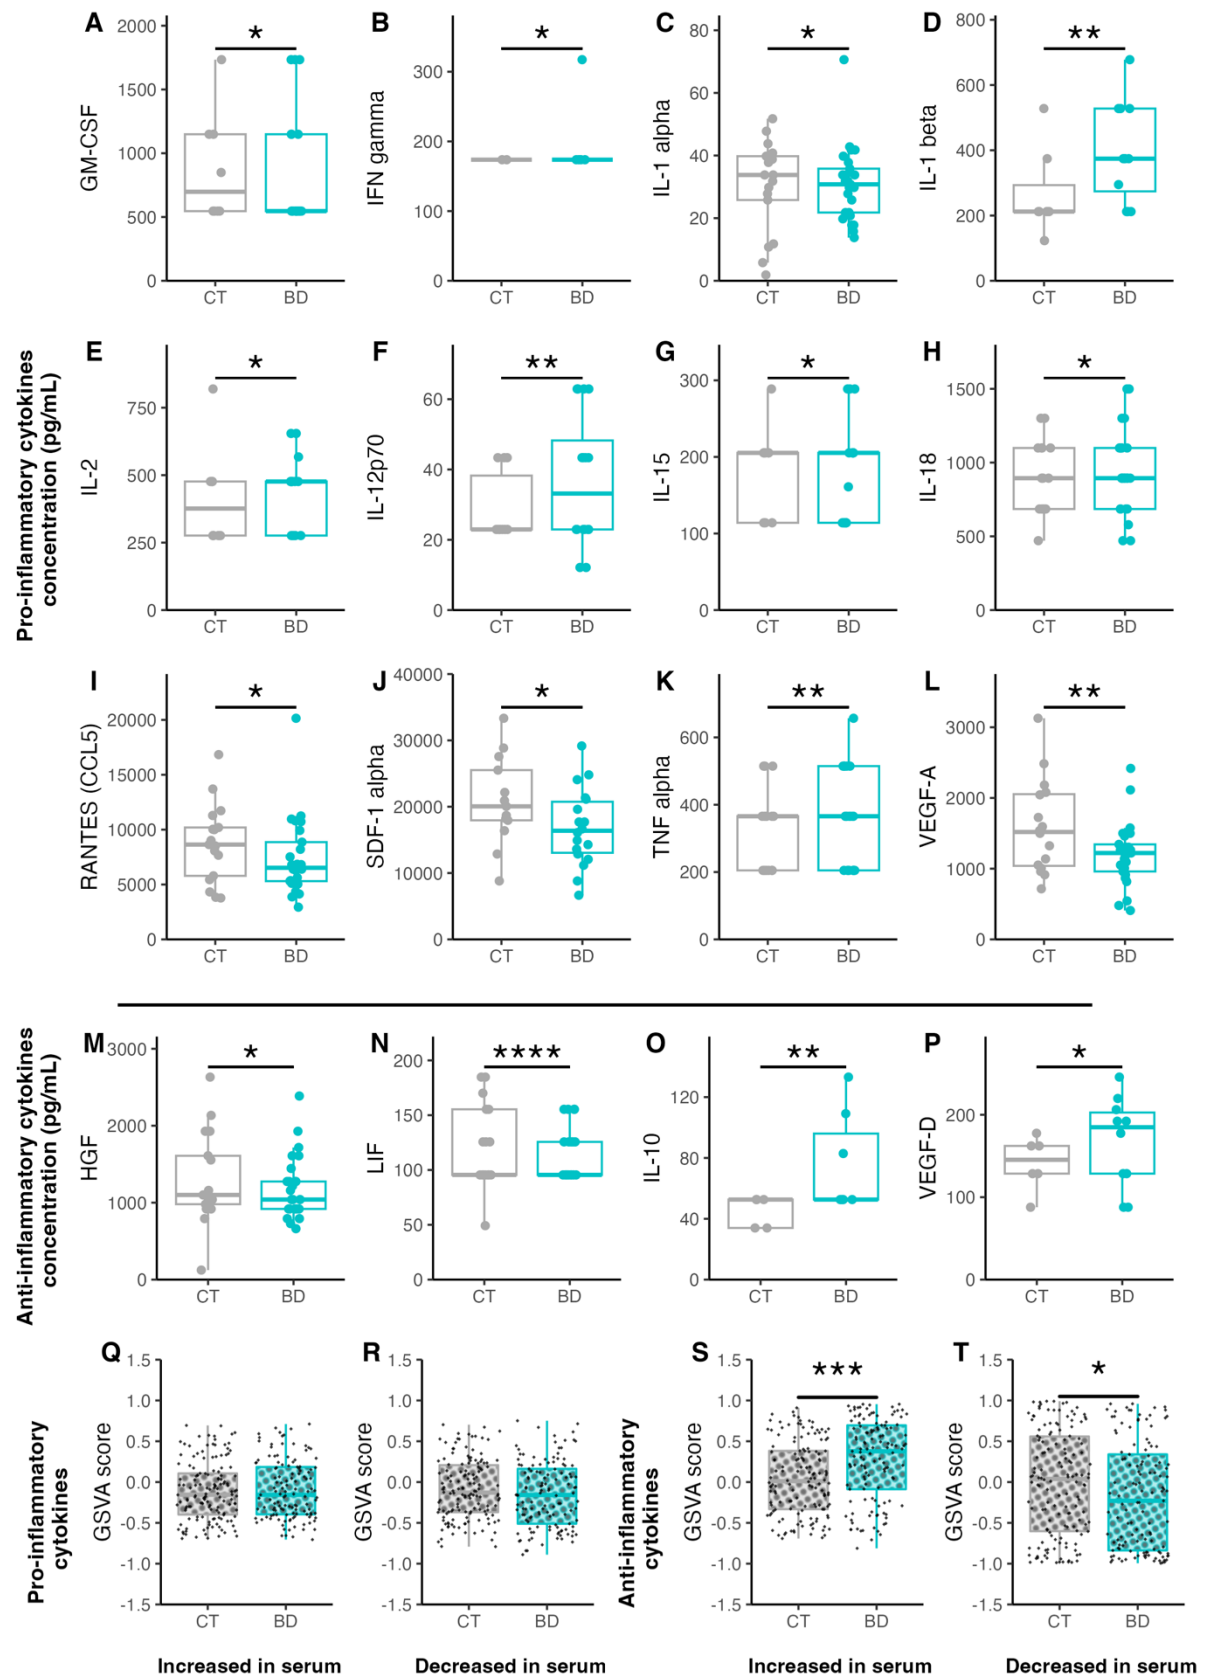 A
GM-CSF
2000
1500
1000
500
0
*
CT BD
B
IFN gamma
300
200
100
0
*
CT BD
C
IL-1 alpha
80
60
40
20
0
*
CT BD
D
IL-1 beta
800
600
400
200
0
**
CT BD
Pro-inflammatory cytokines
concentration (pg/mL)
E
IL-2
750
500
250
0
*
CT BD
F
IL-12p70
60
40
20
0
**
CT BD
G
IL-15
300
200
100
0
*
CT BD
H
IL-18
1500
1000
500
0
*
CT BD
I
RANTES (CCL5)
20000
15000
10000
5000
0
*
CT BD
J
SDF-1 alpha
40000
30000
20000
10000
0
*
CT BD
K
TNF alpha
600
400
200
0
**
CT BD
L
VEGF-A
3000
2000
1000
0
**
CT BD
Anti-inflammatory cytokines
concentration (pg/mL)
M
HGF
3000
2000
1000
0
*
CT BD
N
LIF
200
150
100
50
0
****
CT BD
O
IL-10
120
80
40
0
**
CT BD
P
VEGF-D
200
100
0
*
CT BD
Pro-inflammatory
cytokines
Q
GSVA score
1.5
1.0
0.5
0.0
-0.5
-1.0
-1.5
CT BD
Increased in serum
R
GSVA score
1.5
1.0
0.5
0.0
-0.5
-1.0
-1.5
CT BD
Decreased in serum
Anti-inflammatory
cytokines
S
GSVA score
1.5
1.0
0.5
0.0
-0.5
-1.0
-1.5
***
CT BD
Increased in serum
T
GSVA score
1.5
1.0
0.5
0.0
-0.5
-1.0
-1.5
*
CT BD
Decreased in serum